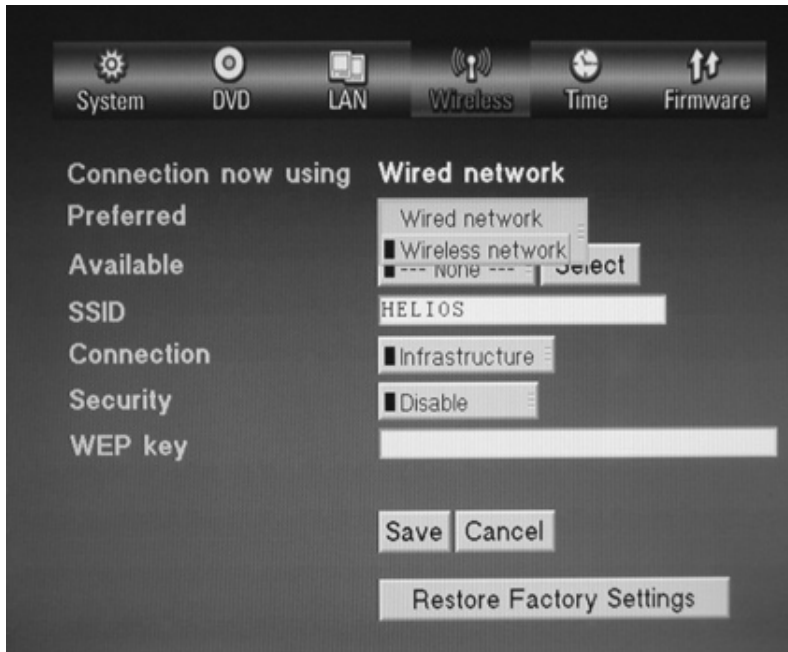 System DVD LAN Wireless Time Firmware
Connection now using Wired network
Preferred Wired network
Wireless network
Available --- None --- Select
SSID HELIOS
Connection Infrastructure
Security Disable
WEP key
Save Cancel
Restore Factory Settings